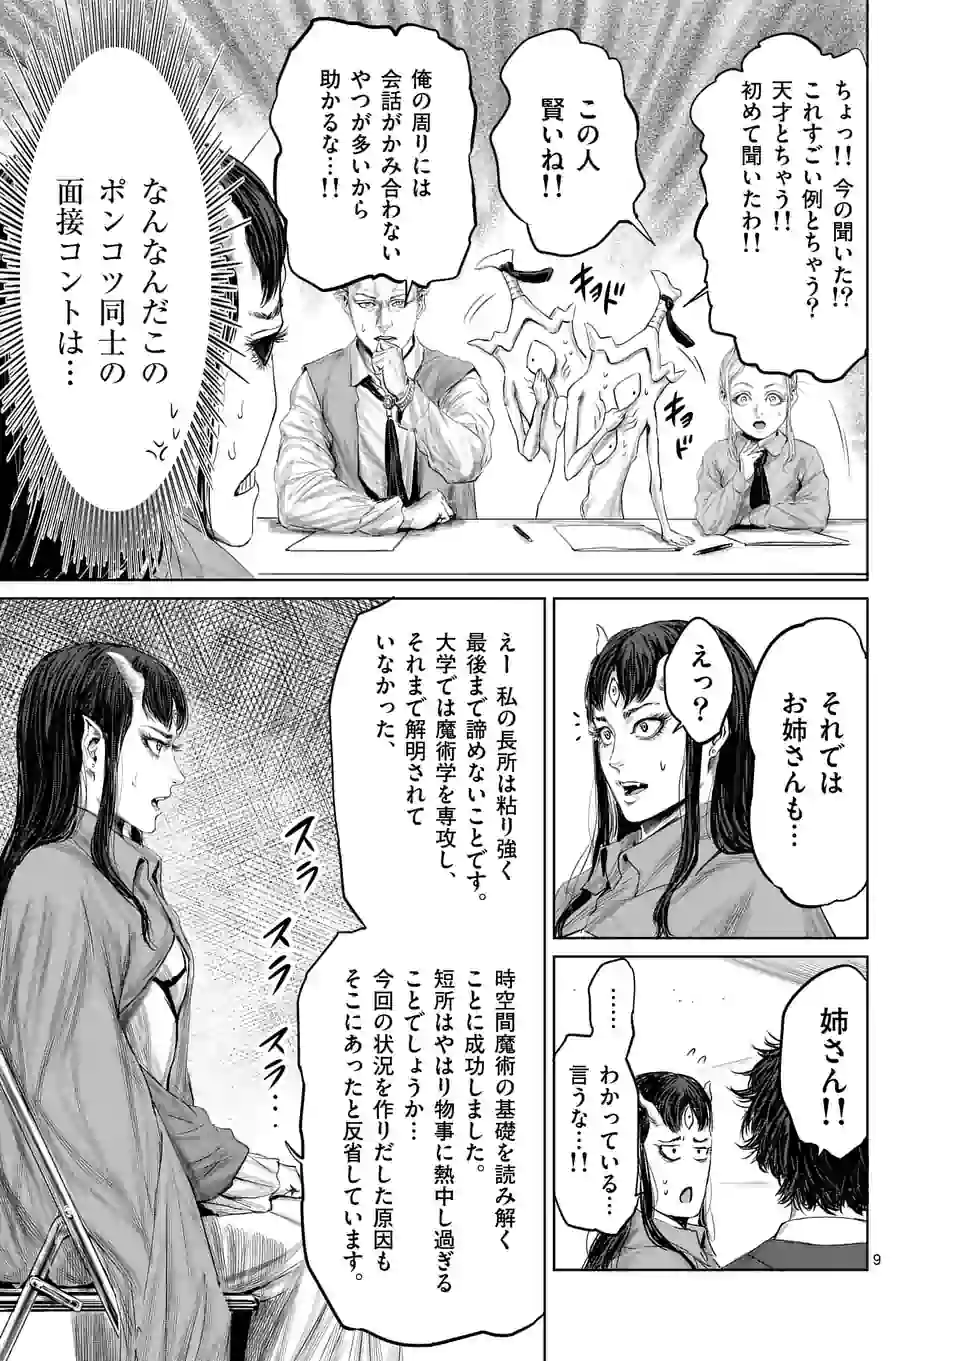 ちょっ!! 今の聞いた!?
これすごい例とちゃう?
天才とちゃう!!
初めて聞いたわ!!
この人
賢いね!!
俺の周りには
会話がかみ合わない
やつが多いから
助かるな…!!
キョド
キョド
なんなんだこの
ポンコツ同士の
面接コントは…
それでは
お姉さんも…
えっ?
姉さん!!
……
わかっている…
言うな…!!
えー 私の長所は粘り強く
最後まで諦めないことです。
大学では魔術学を専攻し、
それまで解明されて
いなかった、
時空間魔術の基礎を読み解く
ことに成功しました。
短所はやはり物事に熱中し過ぎる
ことでしょうか…
今回の状況を作りだした原因も
そこにあったと反省しています。
スラ
スラ
スラ…
9